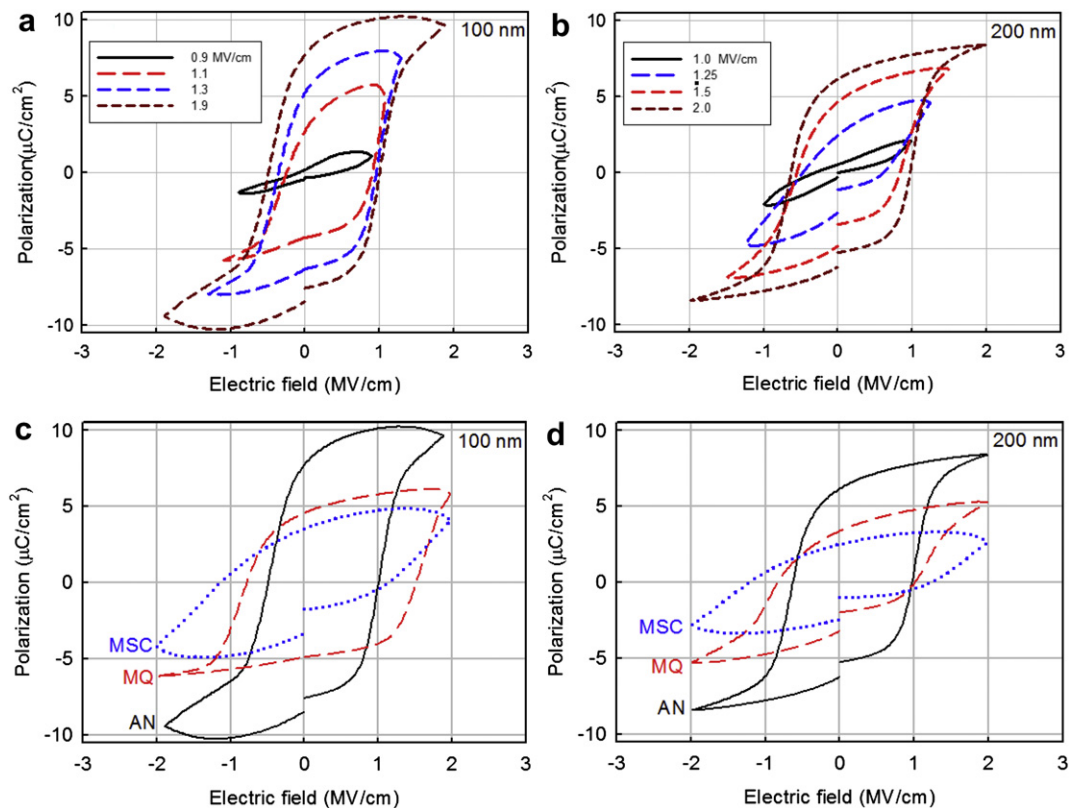 a
100 nm
0.9 MV/cm
1.1
1.3
1.9
Polarization(μC/cm²)
10
5
0
-5
-10
-3 -2 -1 0 1 2 3
Electric field (MV/cm)
b
200 nm
1.0 MV/cm
1.25
1.5
2.0
Polarization(μC/cm²)
10
5
0
-5
-10
-3 -2 -1 0 1 2 3
Electric field (MV/cm)
c
100 nm
Polarization (μC/cm²)
10
5
0
-5
-10
MSC
MQ
AN
-3 -2 -1 0 1 2 3
Electric field (MV/cm)
d
200 nm
Polarization (μC/cm²)
10
5
0
-5
-10
MSC
MQ
AN
-3 -2 -1 0 1 2 3
Electric field (MV/cm)